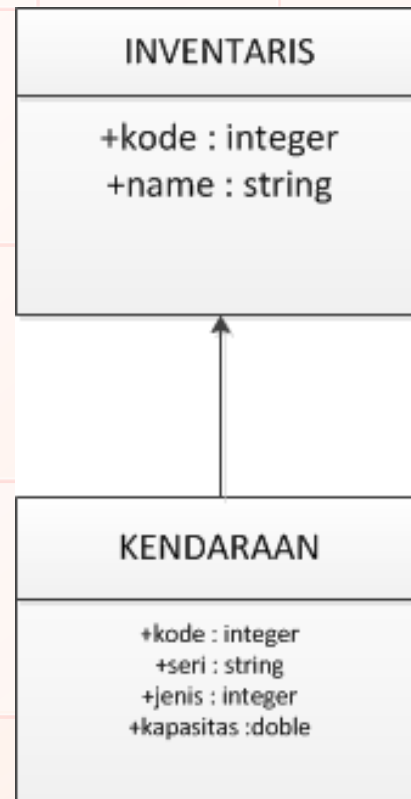 INVENTARIS
+kode : integer
+name : string
KENDARAAN
+kode : integer
+seri : string
+jenis : integer
+kapasitas :doble